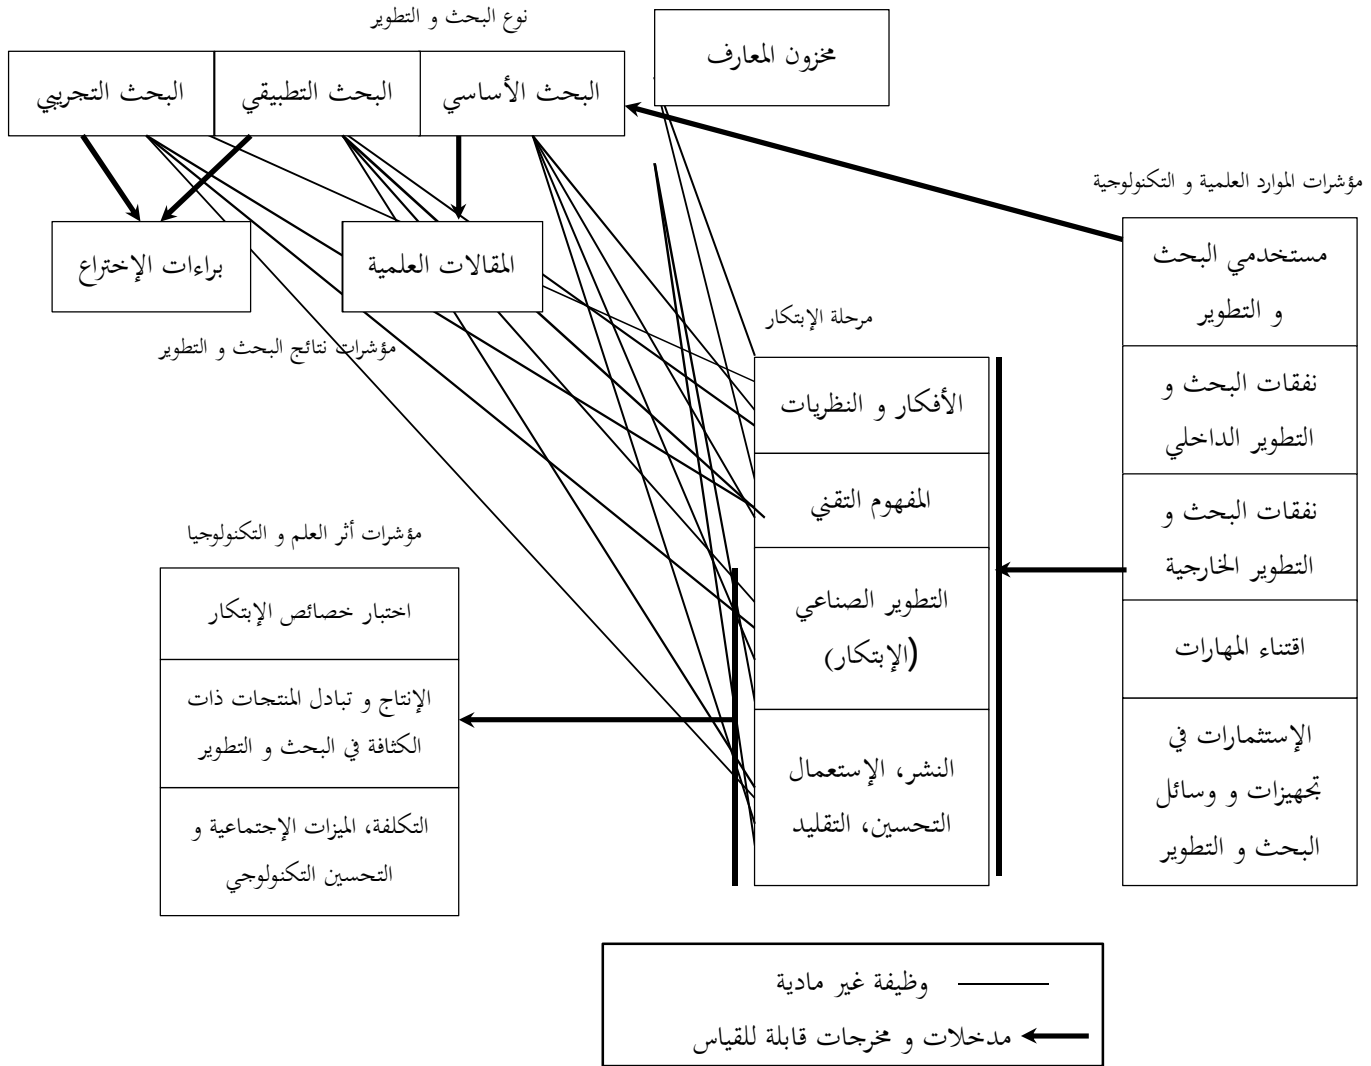 نوع البحث و التطوير
مخزون المعارف
البحث الأساسي
البحث التطبيقي
البحث التجريبي
مؤشرات الموارد العلمية و التكنولوجية
المقالات العلمية
براءات الإختراع
مؤشرات نتائج البحث و التطوير
مستخدمي البحث
و التطوير
نفقات البحث و
التطوير الداخلي
نفقات البحث و
التطوير الخارجية
اقتناء المهارات
الإستثمارات في
تجهيزات و وسائل
البحث و التطوير
مرحلة الإبتكار
الأفكار و النظريات
المفهوم التقني
التطوير الصناعي
(الإبتكار)
النشر، الإستعمال
التحسين، التقليد
مؤشرات أثر العلم و التكنولوجيا
اختبار خصائص الإبتكار
الإنتاج و تبادل المنتجات ذات
الكثافة في البحث و التطوير
التكلفة، الميزات الإجتماعية و
التحسين التكنولوجي
وظيفة غير مادية
مدخلات و مخرجات قابلة للقياس